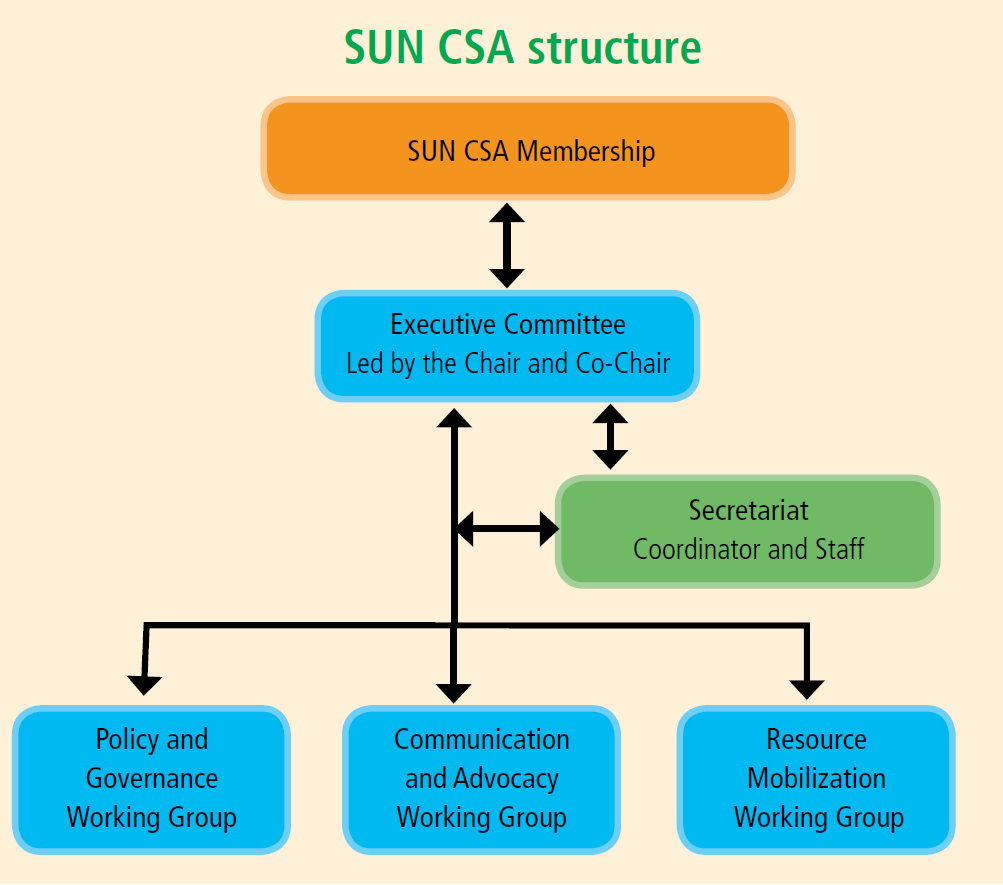 SUN CSA structure
SUN CSA Membership
Executive Committee
Led by the Chair and Co-Chair
Secretariat
Coordinator and Staff
Policy and
Governance
Working Group
Communication
and Advocacy
Working Group
Resource
Mobilization
Working Group